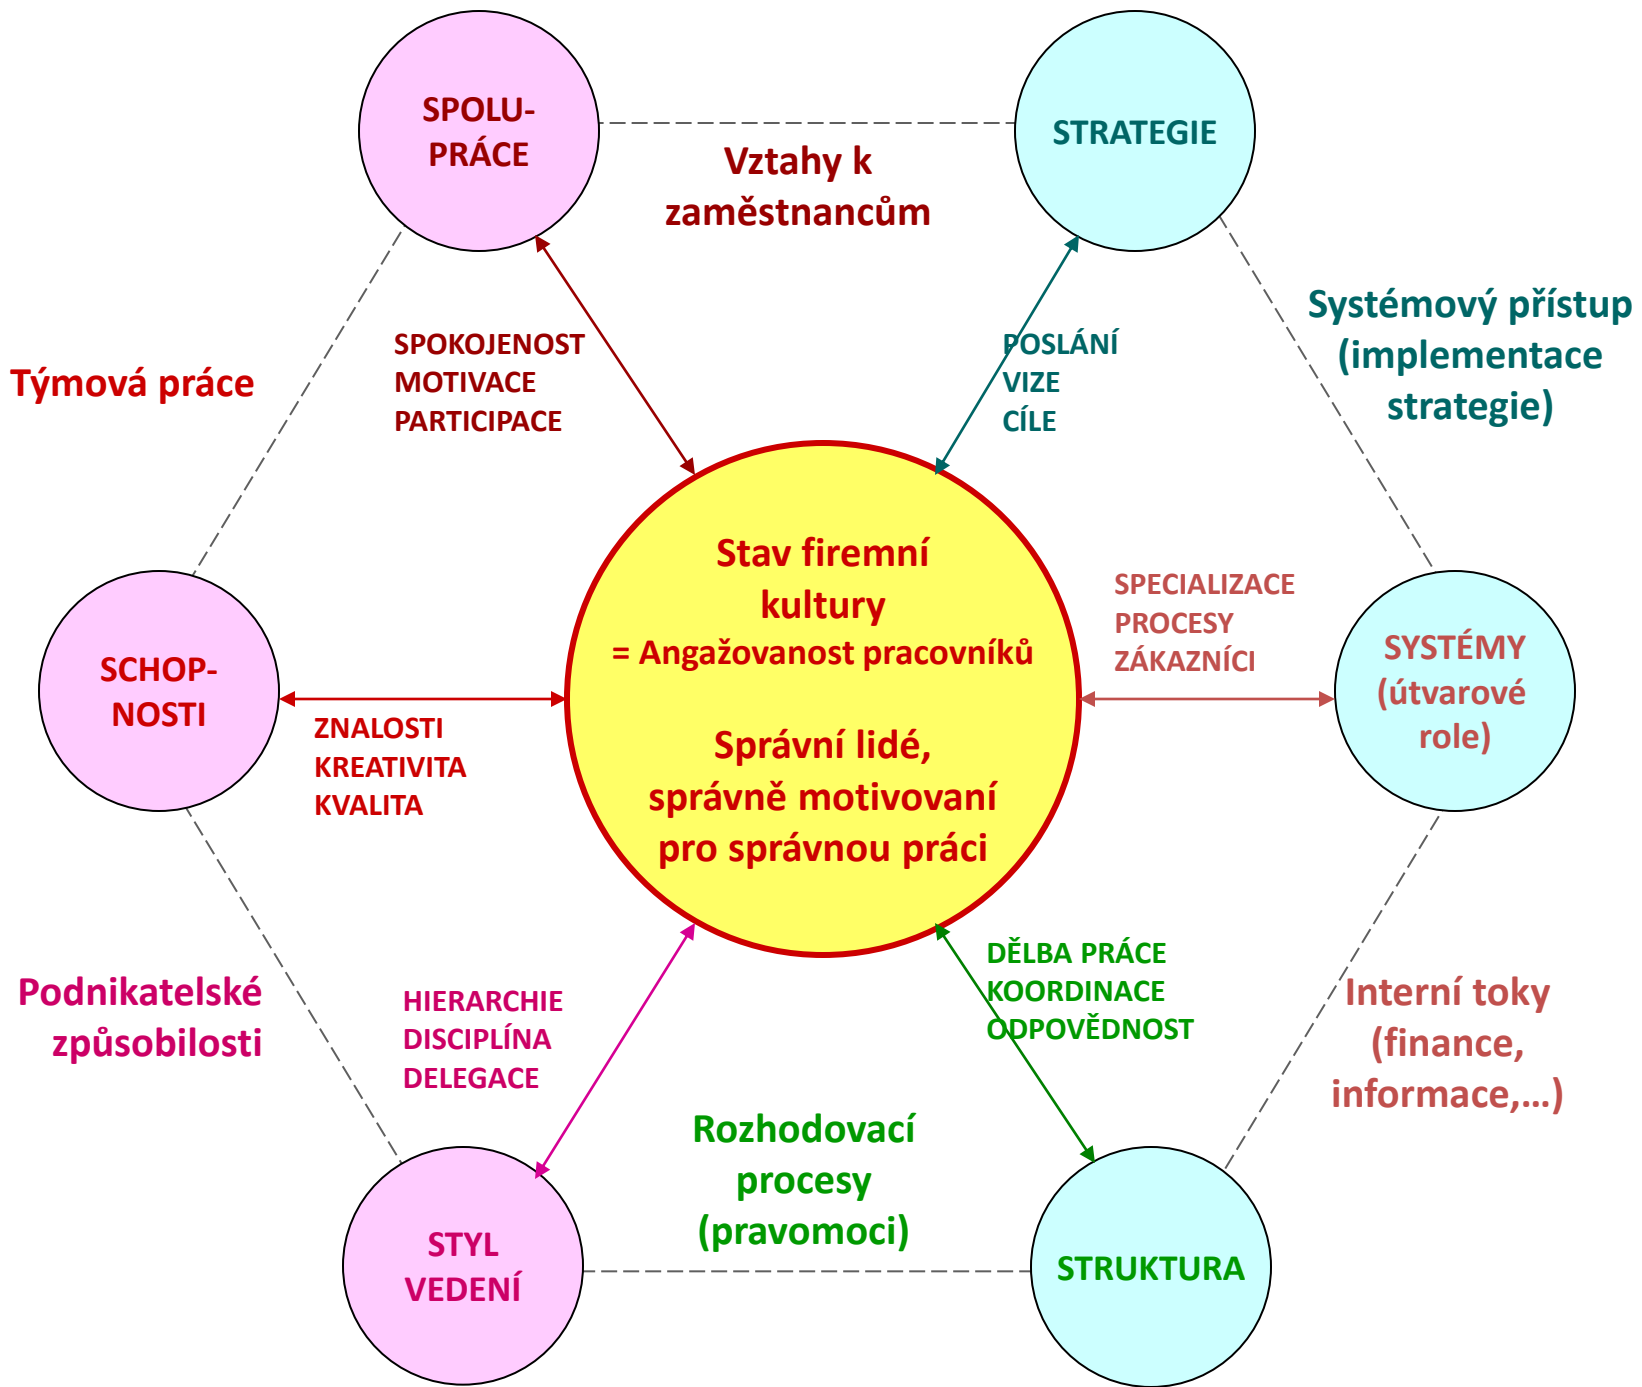 SPOLU-
PRÁCE
STRATEGIE
Vztahy k
zaměstnancům
Systémový přístup
(implementace
strategie)
Týmová práce
SPOKOJENOST
MOTIVACE
PARTICIPACE
POSLÁNÍ
VIZE
CÍLE
Stav firemní
kultury
= Angažovanost pracovníků
Správní lidé,
správně motivovaní
pro správnou práci
SPECIALIZACE
PROCESY
ZÁKAZNÍCI
SYSTÉMY
(útvarové
role)
SCHOP-
NOSTI
ZNALOSTI
KREATIVITA
KVALITA
Podnikatelské
způsobilosti
HIERARCHIE
DISCIPLÍNA
DELEGACE
DĚLBA PRÁCE
KOORDINACE
ODPOVĚDNOST
Interní toky
(finance,
informace,...)
Rozhodovací
procesy
(pravomoci)
STYL
VEDENÍ
STRUKTURA